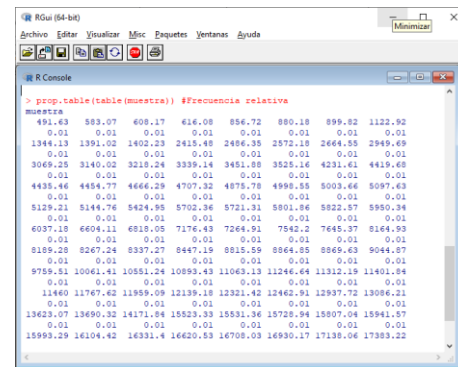 RGui (64-bit)
Minimizar
Archivo Editar Visualizar Misc Paquetes Ventanas Ayuda
STOP
R Console
> prop.table(table(muestra)) #Frecuencia relativa
muestra
491.63 583.07 608.17 616.08 856.72 880.18 899.82 1122.92
0.01 0.01 0.01 0.01 0.01 0.01 0.01 0.01
1344.13 1391.02 1402.23 2415.48 2486.35 2572.18 2664.55 2949.69
0.01 0.01 0.01 0.01 0.01 0.01 0.01 0.01
3069.25 3140.02 3218.24 3339.14 3451.88 3525.16 4231.61 4419.68
0.01 0.01 0.01 0.01 0.01 0.01 0.01 0.01
4435.46 4454.77 4666.29 4707.32 4875.78 4998.55 5003.66 5097.63
0.01 0.01 0.01 0.01 0.01 0.01 0.01 0.01
5129.21 5144.76 5424.95 5702.36 5721.31 5801.86 5822.57 5950.34
0.01 0.01 0.01 0.01 0.01 0.01 0.01 0.01
6037.18 6604.11 6818.05 7176.43 7264.91 7542.2 7645.37 8164.93
0.01 0.01 0.01 0.01 0.01 0.01 0.01 0.01
8189.28 8267.24 8337.27 8447.19 8815.59 8864.85 8869.63 9044.87
0.01 0.01 0.01 0.01 0.01 0.01 0.01 0.01
9759.51 10061.41 10551.24 10893.43 11063.13 11246.64 11312.19 11401.84
0.01 0.01 0.01 0.01 0.01 0.01 0.01 0.01
11460 11767.62 11959.09 12139.18 12321.42 12462.91 12937.72 13086.21
0.01 0.01 0.01 0.01 0.01 0.01 0.01 0.01
13623.07 13690.32 14171.84 15523.33 15531.36 15728.94 15807.04 15941.57
0.01 0.01 0.01 0.01 0.01 0.01 0.01 0.01
15993.29 16104.42 16331.4 16620.53 16708.03 16930.17 17138.06 17383.22